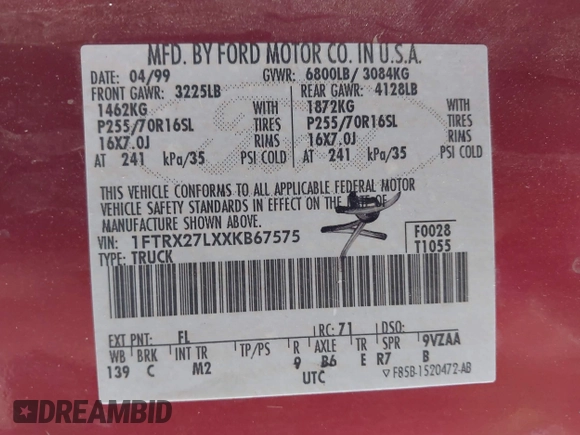 MFD. BY FORD MOTOR CO. IN U.S.A.
DATE: 04/99 GVWR: 6800LB/ 3084KG
FRONT GAWR: 3225LB REAR GAWR: 4128LB
1462KG WITH 1872KG WITH
P255/70R16SL TIRES P255/70R16SL TIRES
16X7.0J RIMS 16X7.0J RIMS
AT 241 kPa/35 PSI COLD AT 241 kPa/35 PSI COLD
THIS VEHICLE CONFORMS TO ALL APPLICABLE FEDERAL MOTOR
VEHICLE SAFETY STANDARDS IN EFFECT ON THE DATE OF
MANUFACTURE SHOWN ABOVE.
VIN: 1FTRX27LXXKB67575 F0028
TYPE: TRUCK T1055
EXT PNT: FL RC: 71 DSO:
WB BRK INT TR TP/PS R AXLE TR SPR 9VZAA
139 C M2 9 B6 E R7 B
UTC ▽ F85B-1520472-AB
DREAMBID